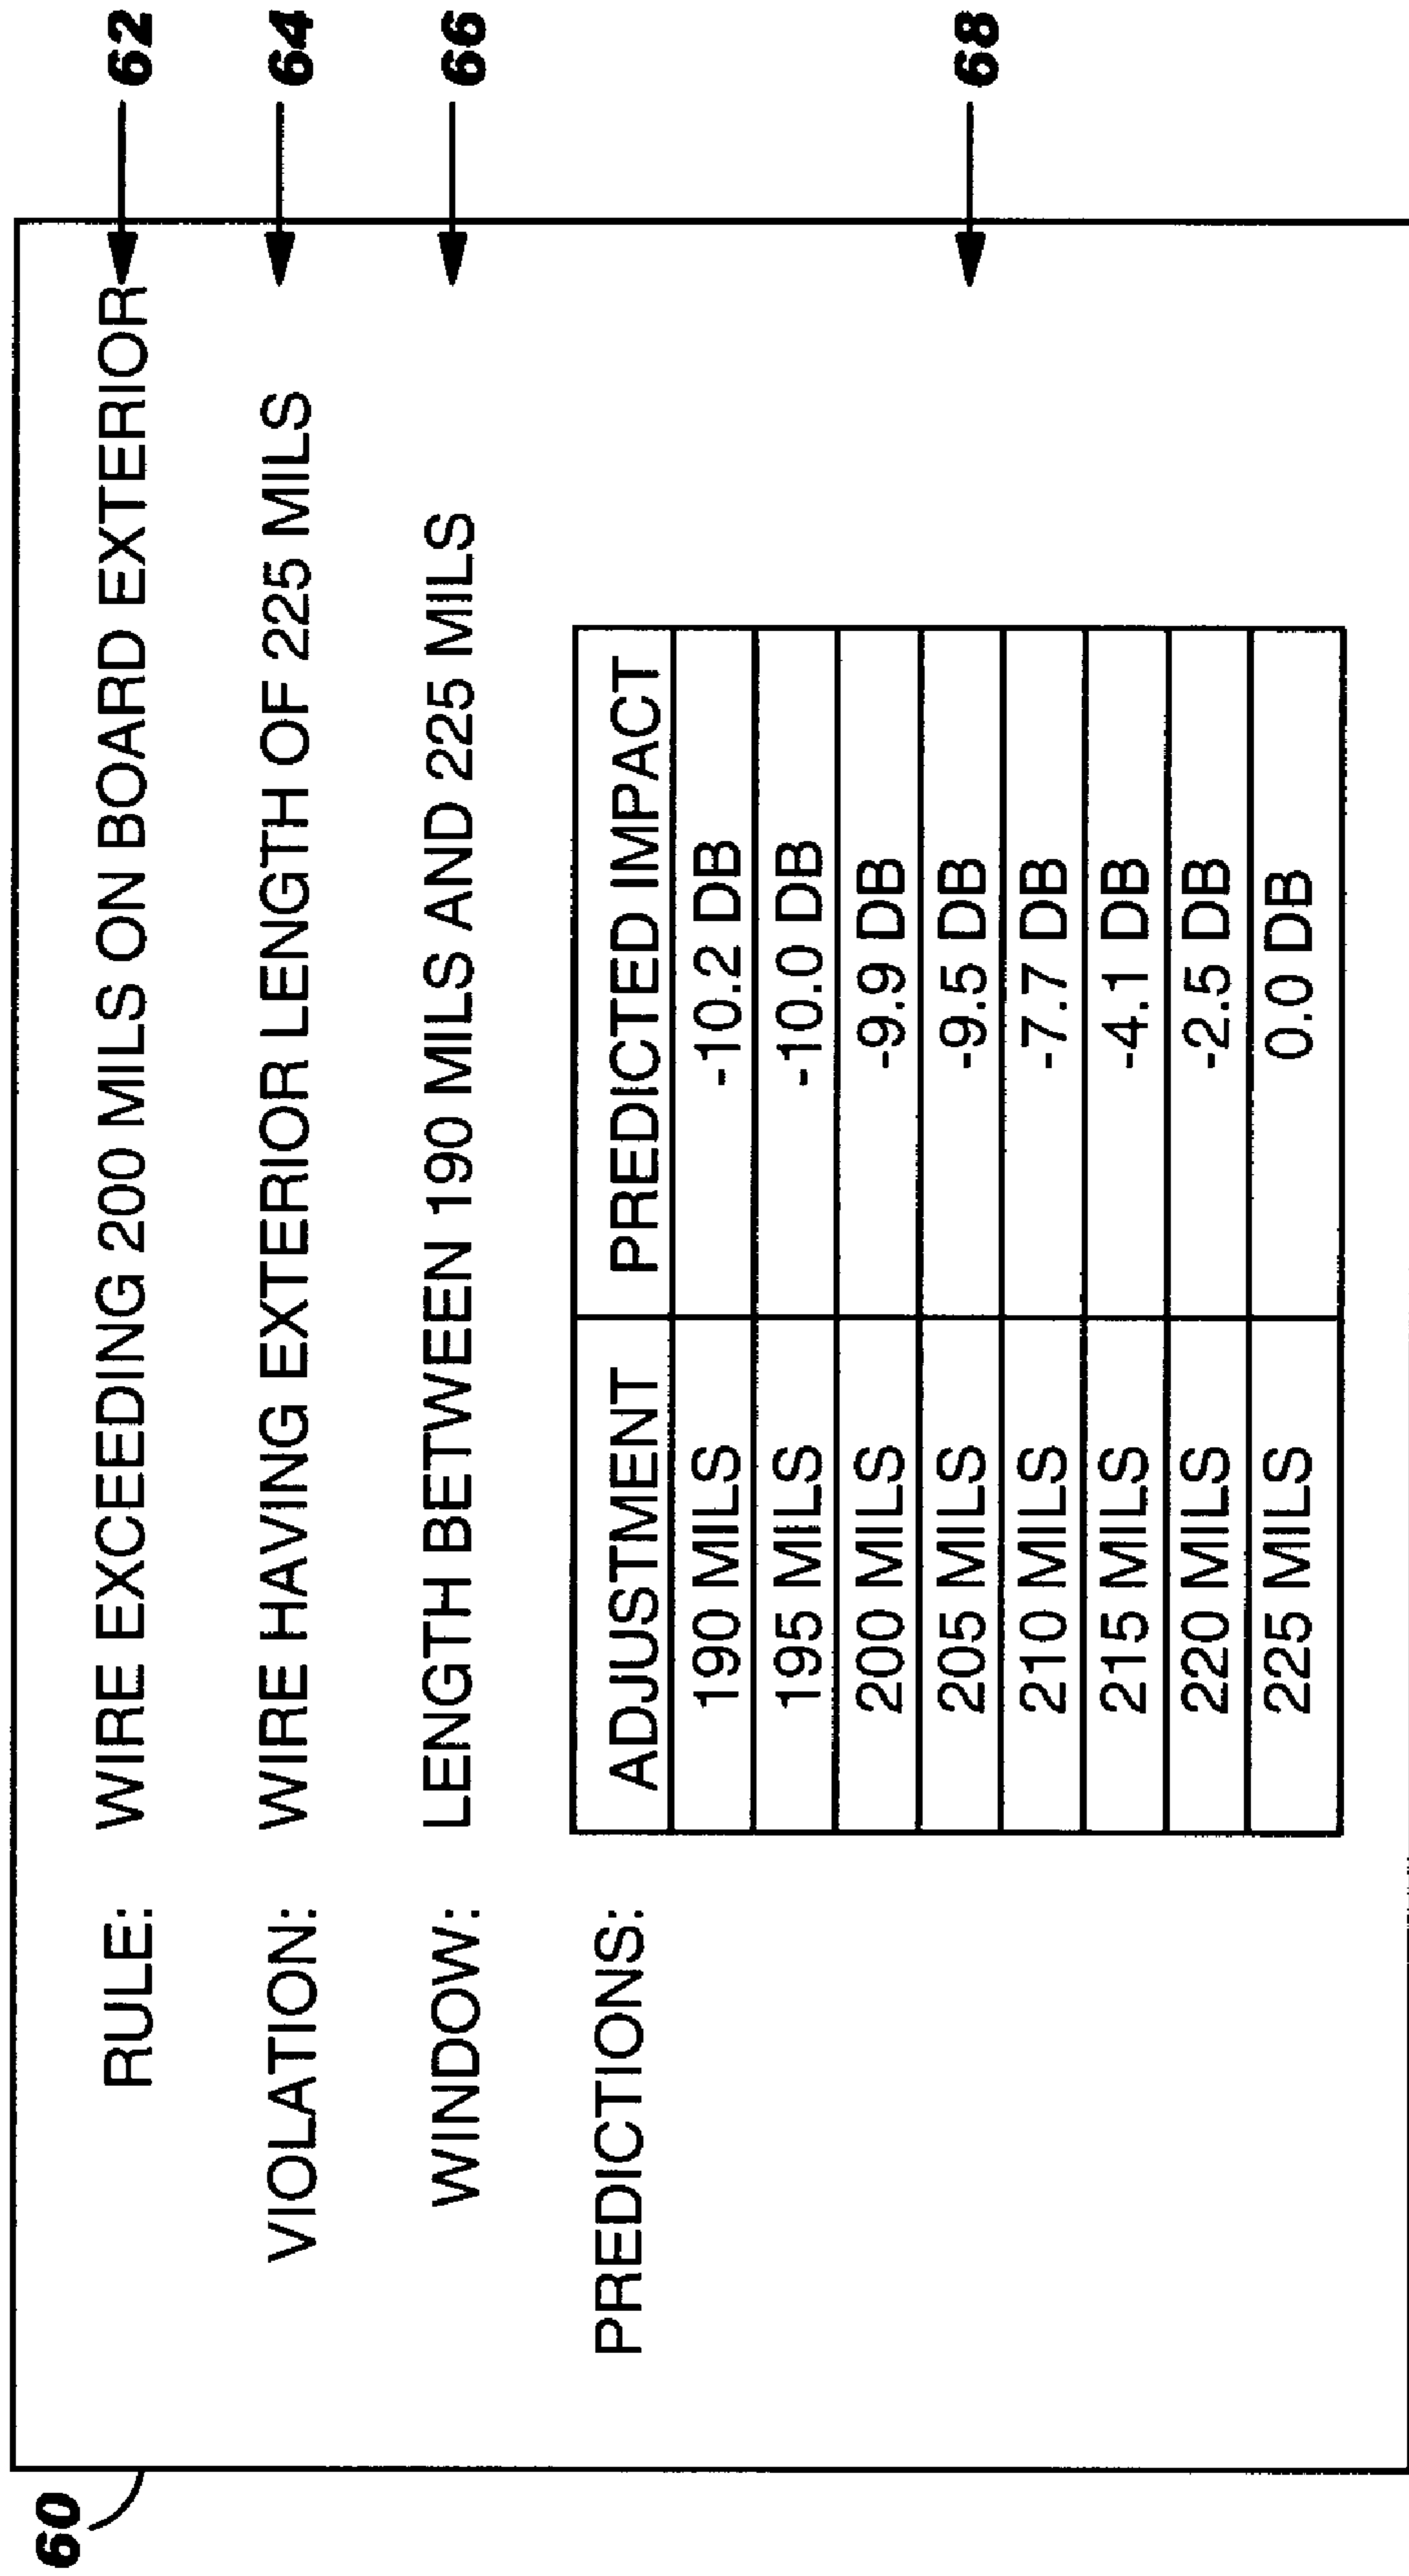 60
RULE: WIRE EXCEEDING 200 MILS ON BOARD EXTERIOR 62
VIOLATION: WIRE HAVING EXTERIOR LENGTH OF 225 MILS 64
WINDOW: LENGTH BETWEEN 190 MILS AND 225 MILS 66
PREDICTIONS: 68
ADJUSTMENT PREDICTED IMPACT
190 MILS -10.2 DB
195 MILS -10.0 DB
200 MILS -9.9 DB
205 MILS -9.5 DB
210 MILS -7.7 DB
215 MILS -4.1 DB
220 MILS -2.5 DB
225 MILS 0.0 DB